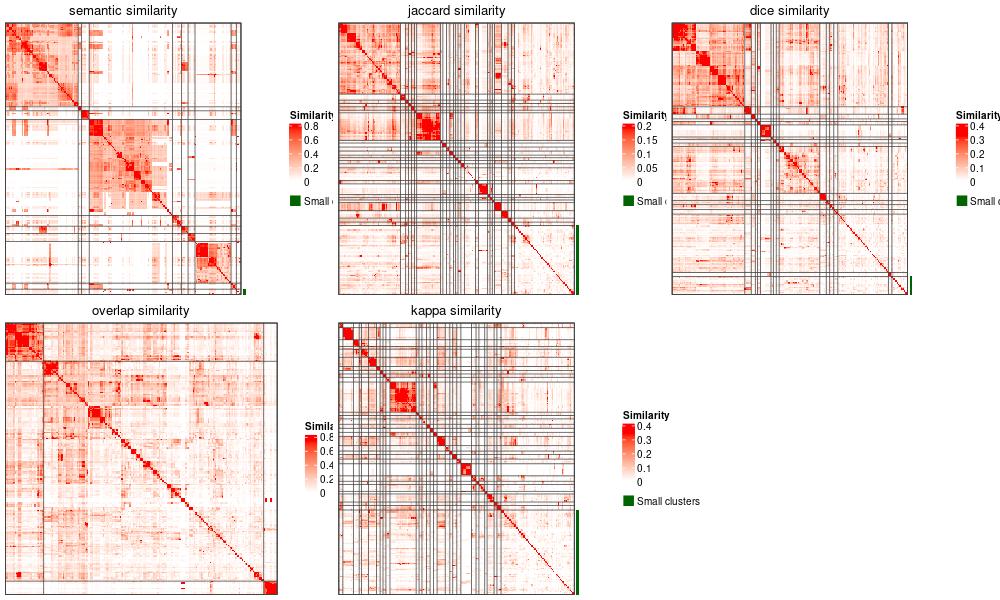 semantic similarity
Similarity
0.8
0.6
0.4
0.2
0
Small
jaccard similarity
Similarity
0.2
0.15
0.1
0.05
0
Small
dice similarity
Similarity
0.4
0.3
0.2
0.1
0
Small
overlap similarity
0.8
0.6
0.4
0.2
0
kappa similarity
Similarity
0.4
0.3
0.2
0.1
0
Small clusters